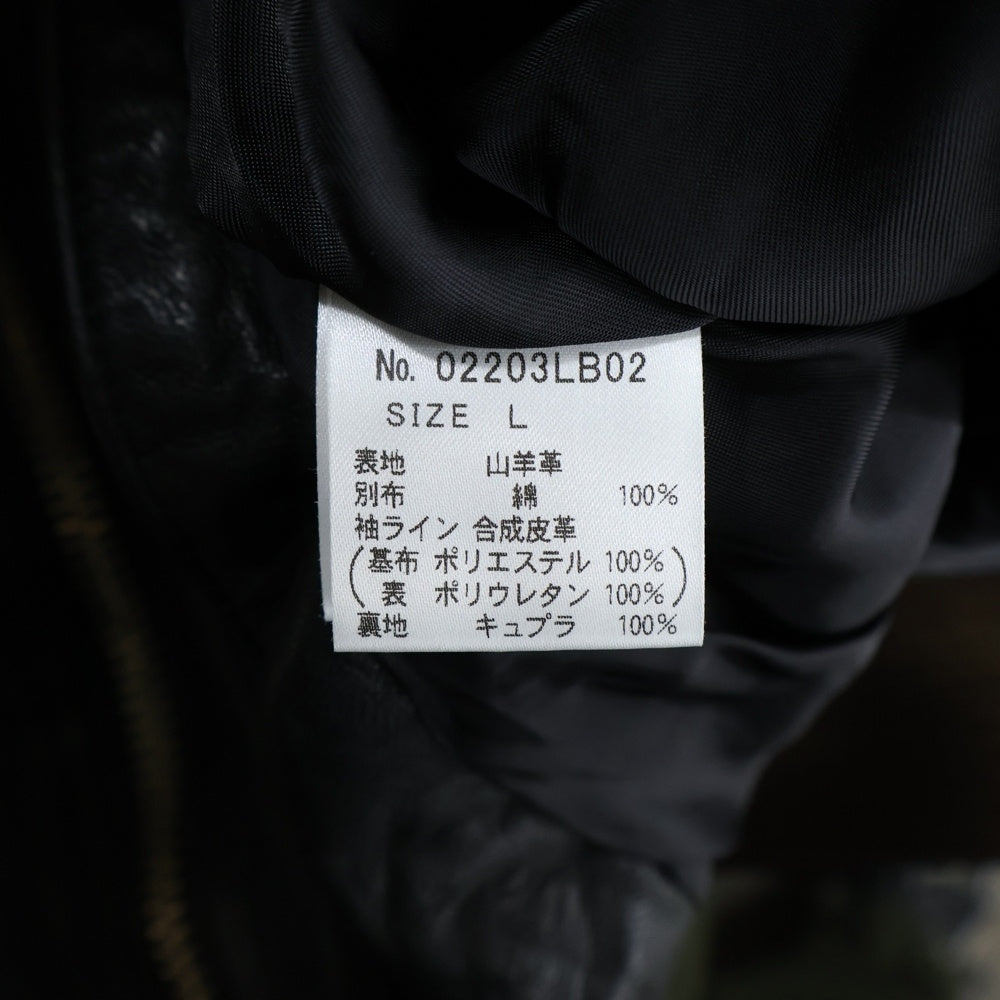 No. 02203LB02
SIZE L
表地 山羊革
別布 綿 100%
袖ライン 合成皮革
(基布 ポリエステル 100%
表 ポリウレタン 100%)
裏地 キュプラ 100%